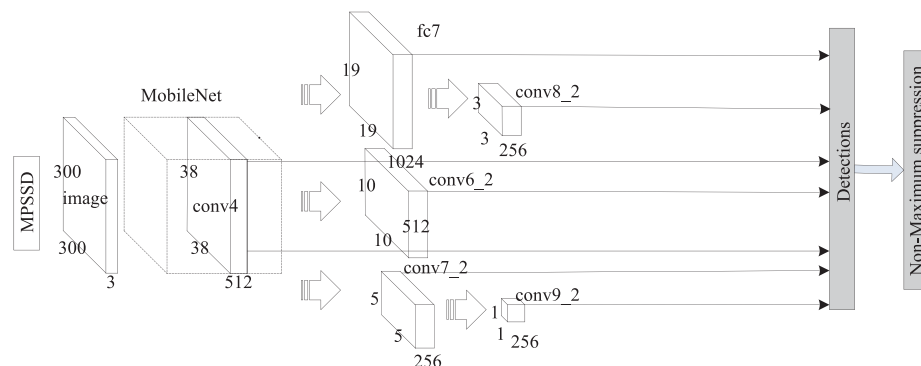 MPSSD
300
image
300
3
MobileNet
38
conv4
38
512
fc7
19
19
1024
3
conv8_2
3
256
10
conv6_2
512
10
conv7_2
5
5
256
1
conv9_2
1
256
Detections
Non-Maximum suppression